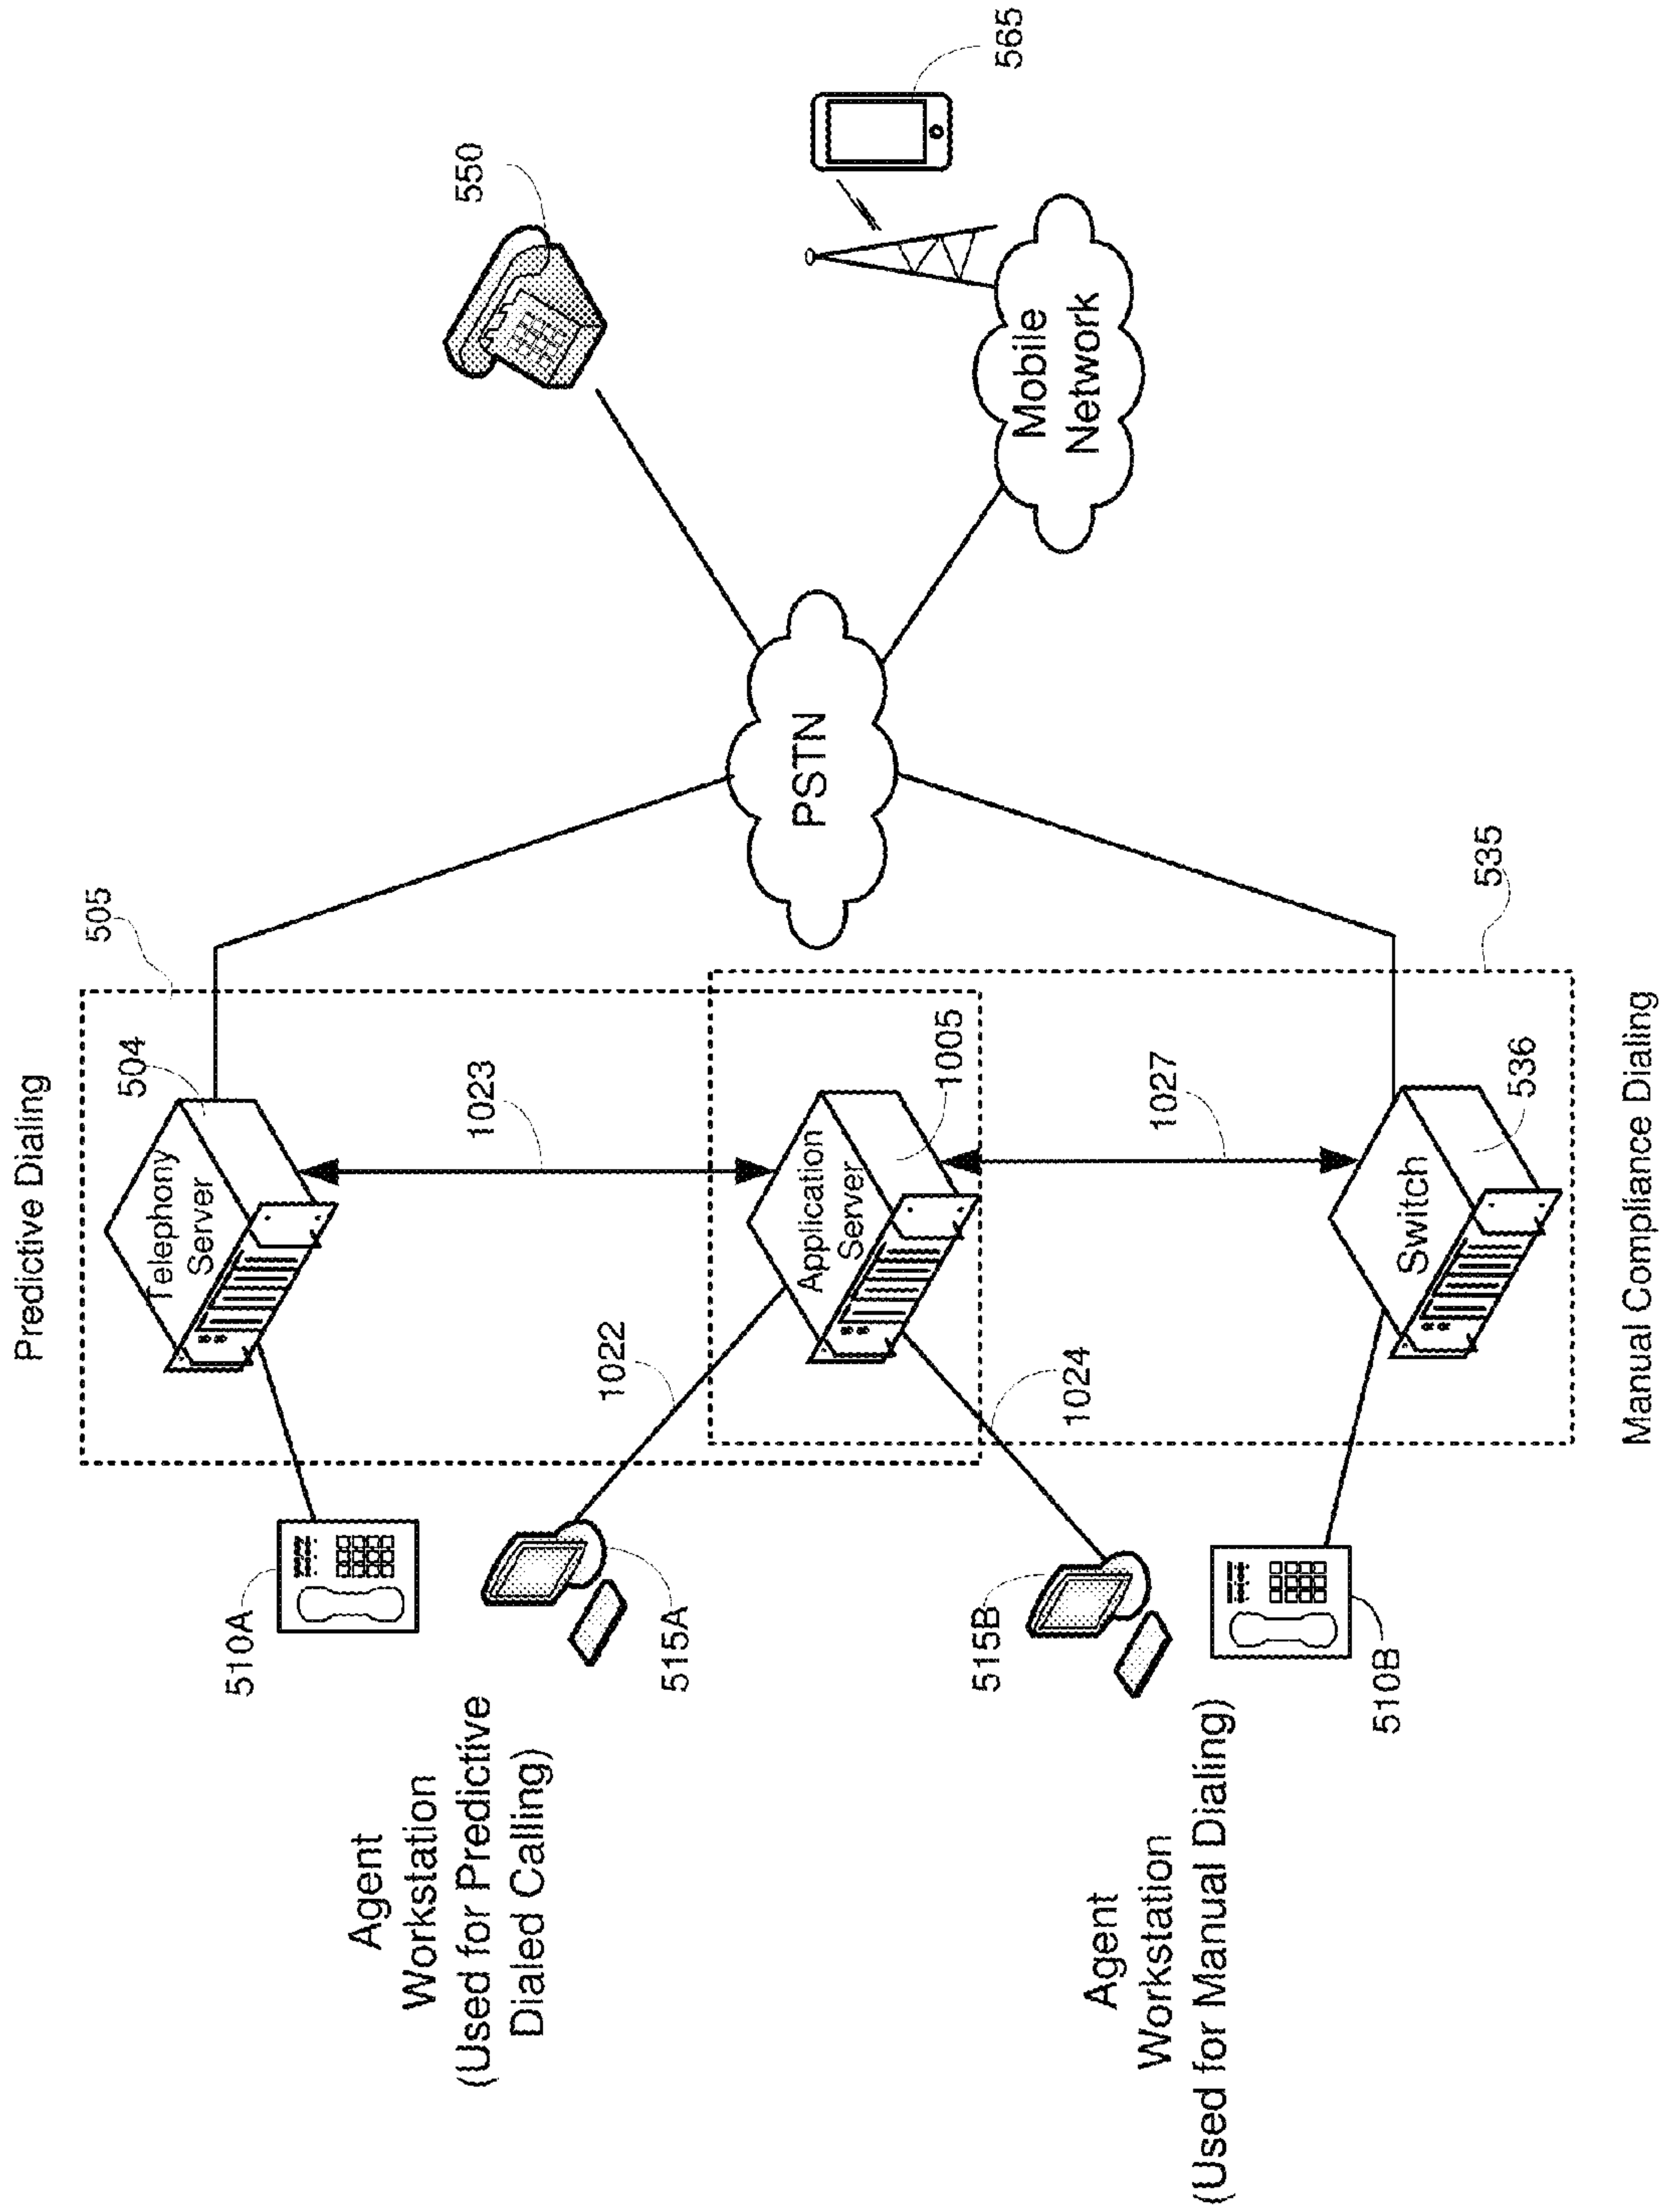 Predictive Dialing
505
504
Telephony
Server
510A
1023
550
Agent
Workstation
(Used for Predictive
Dialed Calling)
515A
1022
Application
Server
1005
PSTN
565
Mobile
Network
515B
1024
1027
Agent
Workstation
(Used for Manual Dialing)
510B
Switch
536
535
Manual Compliance Dialing